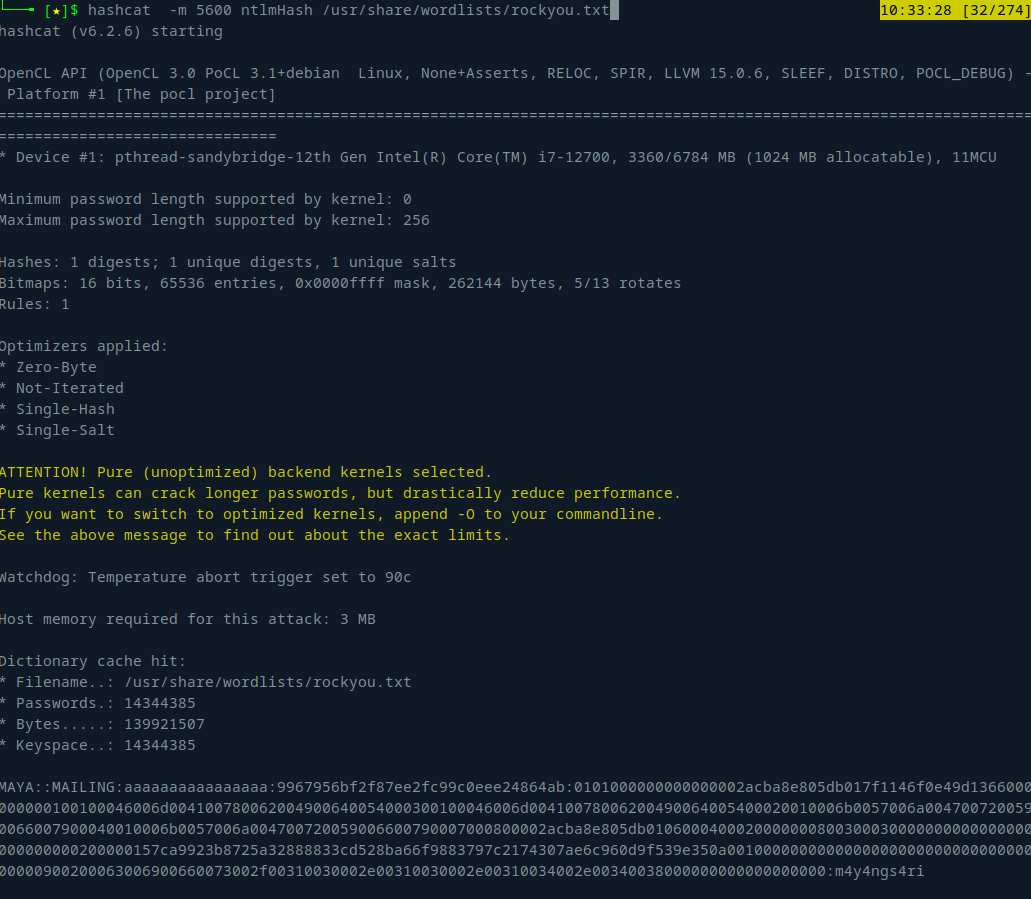 └──╼ [★]$ hashcat  -m 5600 ntlmHash /usr/share/wordlists/rockyou.txt 10:33:28 [32/274]
hashcat (v6.2.6) starting
OpenCL API (OpenCL 3.0 PoCL 3.1+debian  Linux, None+Asserts, RELOC, SPIR, LLVM 15.0.6, SLEEF, DISTRO, POCL_DEBUG) -
 Platform #1 [The pocl project]
===================================================================================================================
===============================
* Device #1: pthread-sandybridge-12th Gen Intel(R) Core(TM) i7-12700, 3360/6784 MB (1024 MB allocatable), 11MCU
Minimum password length supported by kernel: 0
Maximum password length supported by kernel: 256
Hashes: 1 digests; 1 unique digests, 1 unique salts
Bitmaps: 16 bits, 65536 entries, 0x0000ffff mask, 262144 bytes, 5/13 rotates
Rules: 1
Optimizers applied:
* Zero-Byte
* Not-Iterated
* Single-Hash
* Single-Salt
ATTENTION! Pure (unoptimized) backend kernels selected.
Pure kernels can crack longer passwords, but drastically reduce performance.
If you want to switch to optimized kernels, append -O to your commandline.
See the above message to find out about the exact limits.
Watchdog: Temperature abort trigger set to 90c
Host memory required for this attack: 3 MB
Dictionary cache hit:
* Filename..: /usr/share/wordlists/rockyou.txt
* Passwords.: 14344385
* Bytes.....: 139921507
* Keyspace..: 14344385
MAYA::MAILING:aaaaaaaaaaaaaaaa:9967956bf2f87ee2fc99c0eee24864ab:0101000000000000002acba8e805db017f1146f0e49d1366000
000000100100046006d004100780062004900640054000300100046006d00410078006200490064005400020010006b0057006a004700720059
0066007900040010006b0057006a004700720059006600790007000800002acba8e805db010600040002000000080030003000000000000000
000000000200000157ca9923b8725a32888833cd528ba66f9883797c2174307ae6c960d9f539e350a0010000000000000000000000000000000
00000900200063006900660073002f00310030002e00310030002e00310034002e00340038000000000000000000:m4y4ngs4ri